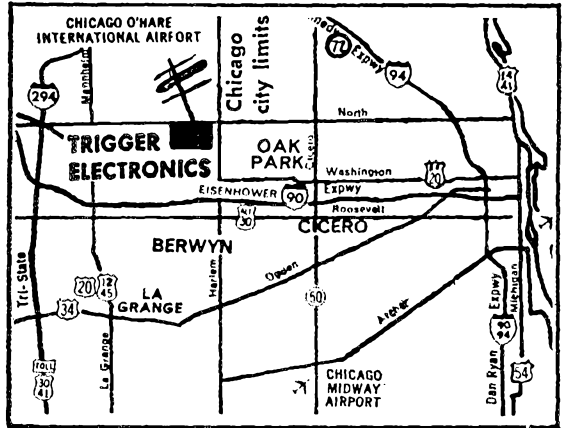 CHICAGO O'HARE
INTERNATIONAL AIRPORT
Chicago
city limits
Expwy
94
14
41
294
Mannheim
North
TRIGGER
ELECTRONICS
OAK
PARK
Cicero
Washington
20
EISENHOWER
90
Expwy
Roosevelt
ALT
30
CICERO
BERWYN
Tri-State
Harlem
Ogden
20
12
45
LA
GRANGE
34
50
Archer
Expwy
Michigan
90
94
La Grange
TOLL
30
41
CHICAGO
MIDWAY
AIRPORT
Dan Ryan
54